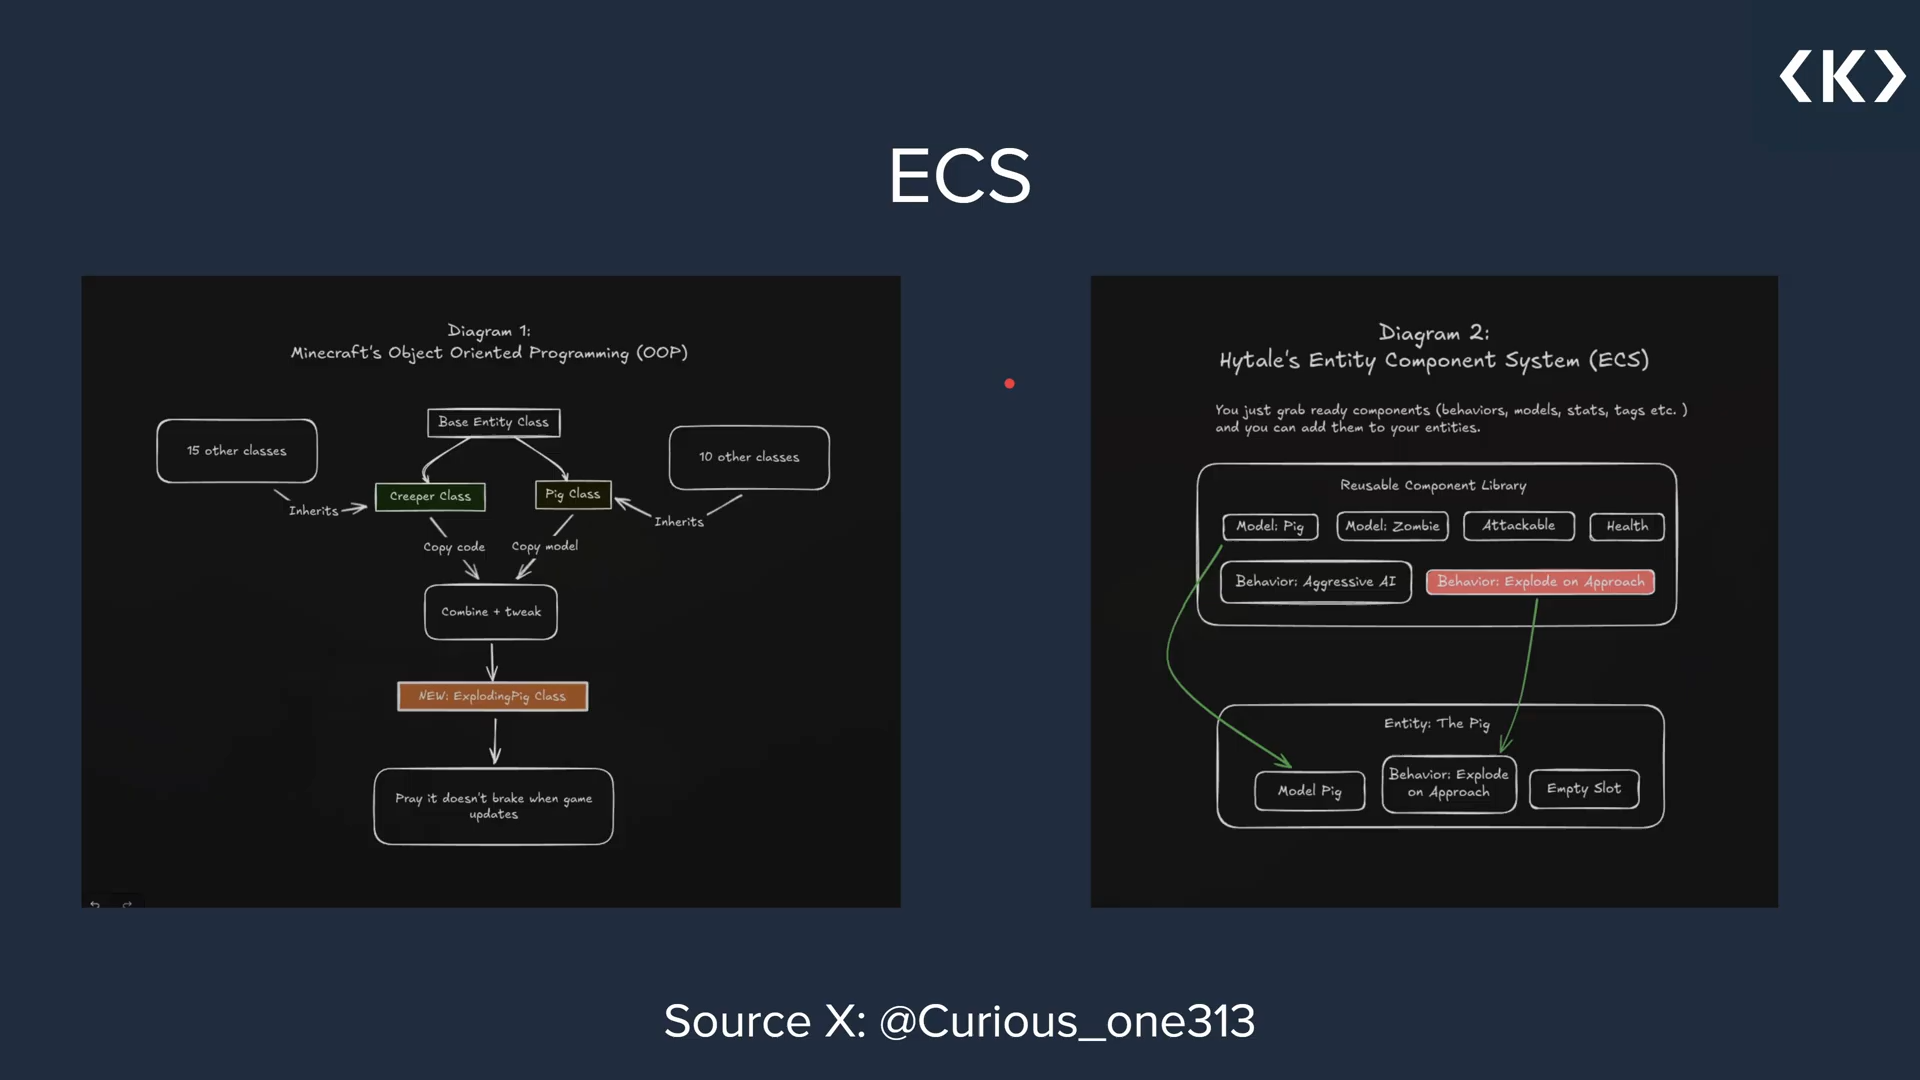 ‹K›
ECS
Diagram 1:
Minecraft's Object Oriented Programming (OOP)
Base Entity Class
15 other classes
10 other classes
Creeper Class
Pig Class
Inherits
Inherits
Copy code
Copy model
Combine + tweak
NEW: ExplodingPig Class
Pray it doesn't brake when game
updates
Diagram 2:
Hytale's Entity Component System (ECS)
You just grab ready components (behaviors, models, stats, tags etc. )
and you can add them to your entities.
Reusable Component Library
Model: Pig
Model: Zombie
Attackable
Health
Behavior: Aggressive AI
Behavior: Explode on Approach
Entity: The Pig
Model Pig
Behavior: Explode
on Approach
Empty Slot
Source X: @Curious_one313